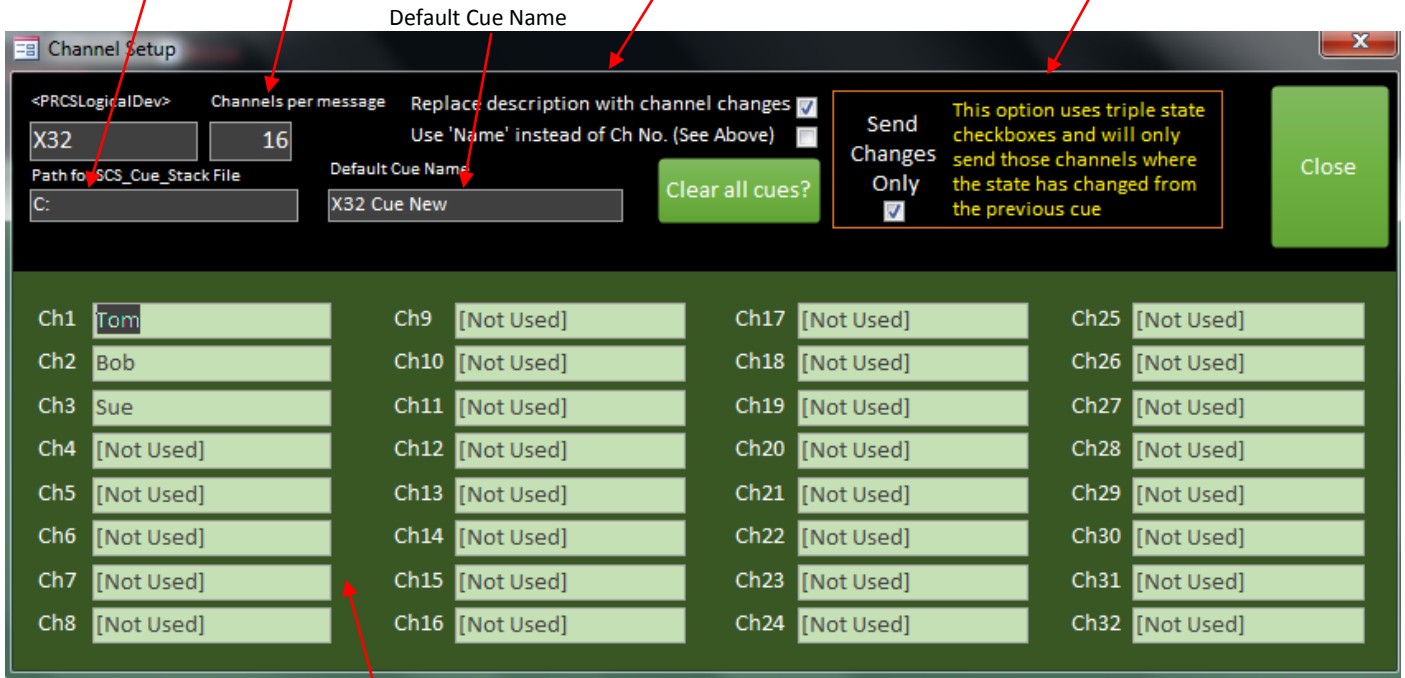 Default Cue Name
Channel Setup
x
<PRCSLogicalDev> Channels per message Replace description with channel changes
X32 16 Use 'Name' instead of Ch No. (See Above)
Path for SCS_Cue_Stack File Default Cue Name
C: X32 Cue New
Clear all cues?
Send
Changes
Only
This option uses triple state
checkboxes and will only
send those channels where
the state has changed from
the previous cue
Close
Ch1 Tom Ch9 [Not Used] Ch17 [Not Used] Ch25 [Not Used]
Ch2 Bob Ch10 [Not Used] Ch18 [Not Used] Ch26 [Not Used]
Ch3 Sue Ch11 [Not Used] Ch19 [Not Used] Ch27 [Not Used]
Ch4 [Not Used] Ch12 [Not Used] Ch20 [Not Used] Ch28 [Not Used]
Ch5 [Not Used] Ch13 [Not Used] Ch21 [Not Used] Ch29 [Not Used]
Ch6 [Not Used] Ch14 [Not Used] Ch22 [Not Used] Ch30 [Not Used]
Ch7 [Not Used] Ch15 [Not Used] Ch23 [Not Used] Ch31 [Not Used]
Ch8 [Not Used] Ch16 [Not Used] Ch24 [Not Used] Ch32 [Not Used]